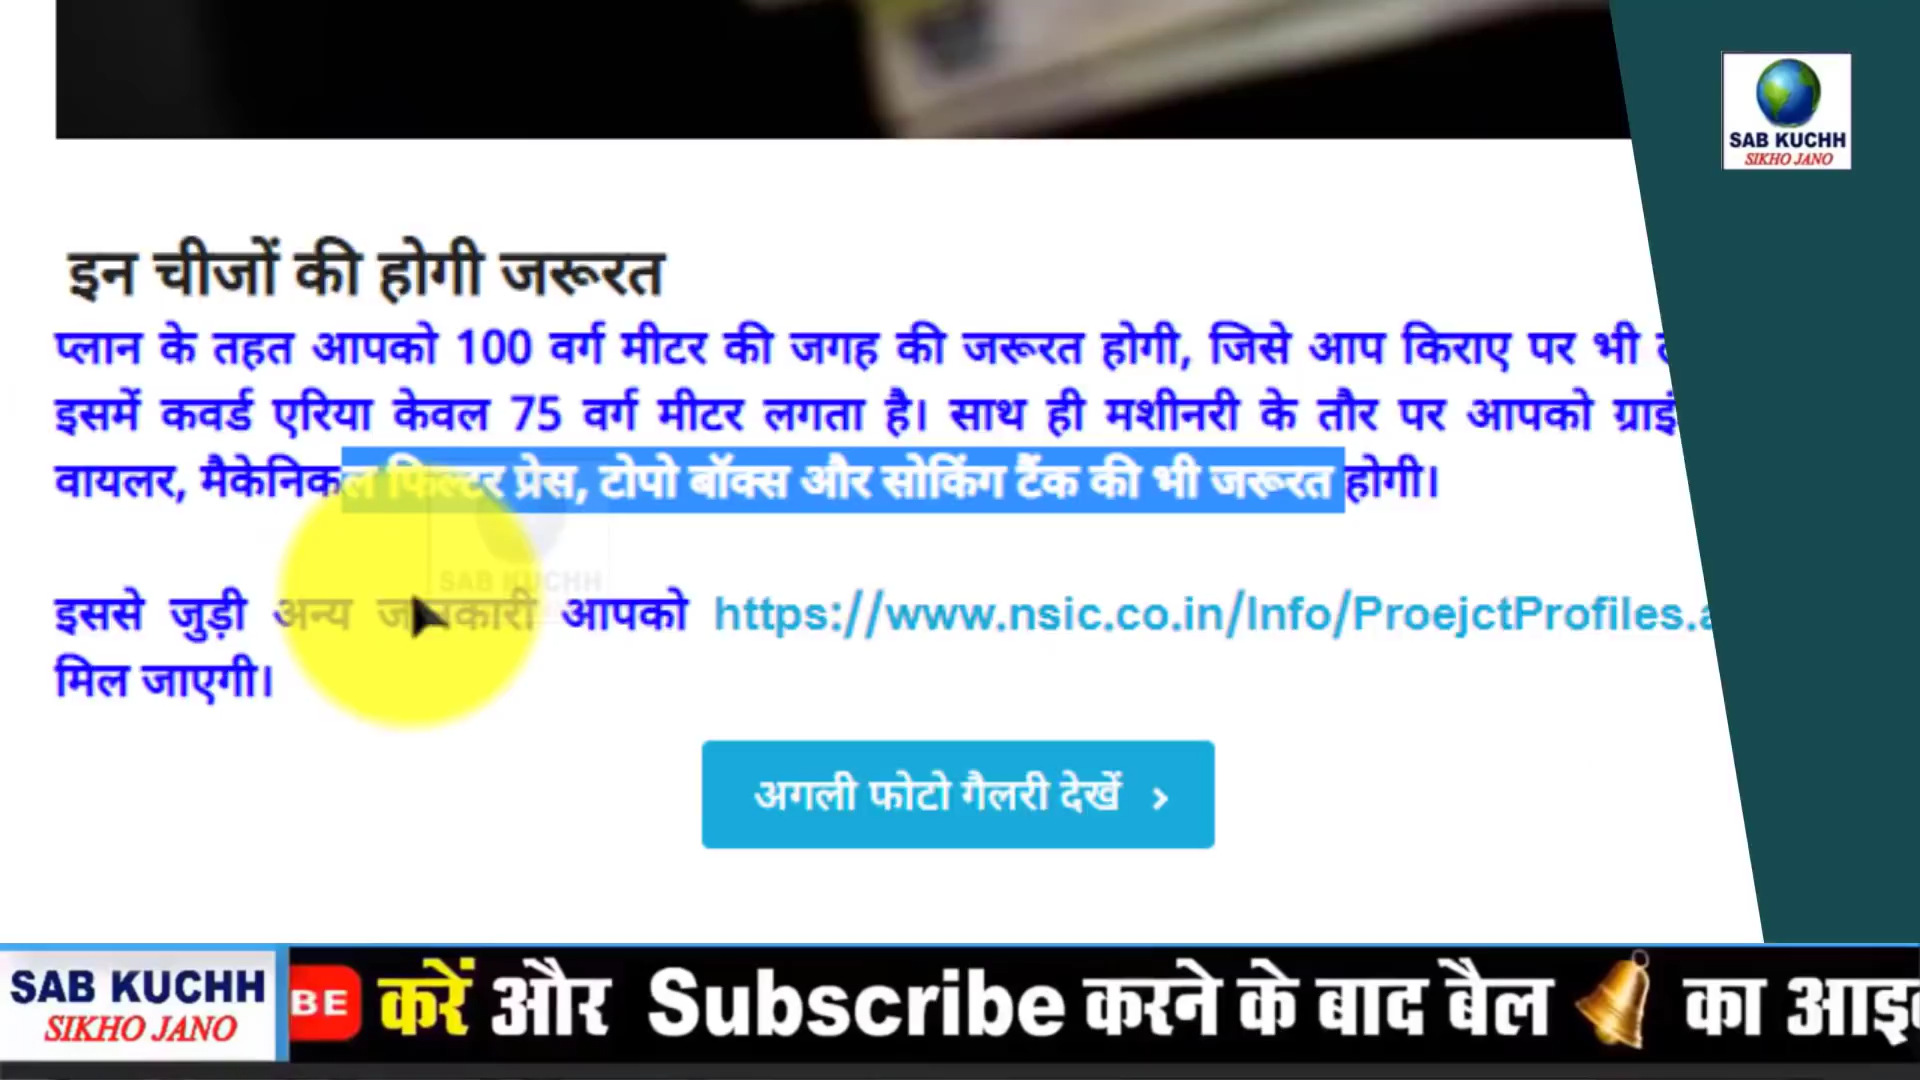 SAB KUCHH
SIKHO JANO
इन चीजों की होगी जरूरत
प्लान के तहत आपको 100 वर्ग मीटर की जगह की जरूरत होगी, जिसे आप किराए पर भी
इसमें कवर्ड एरिया केवल 75 वर्ग मीटर लगता है। साथ ही मशीनरी के तौर पर आपको
वायलर, मैकेनिकल फिल्टर प्रेस, टोपो बॉक्स और सोकिंग टैंक की भी जरूरत होगी।
SAB KUCHH
इससे जुड़ी अन्य जानकारी आपको https://www.nsic.co.in/Info/ProejctProfiles.a
मिल जाएगी।
अगली फोटो गैलरी देखें >
SAB KUCHH
SIKHO JANO
BE करें और Subscribe करने के बाद बैल का